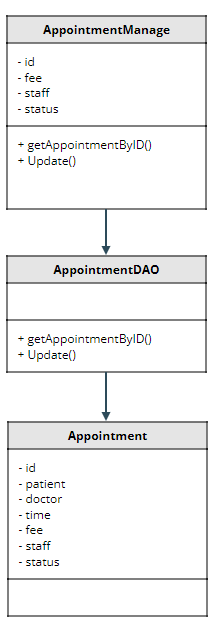 AppointmentManage
- id
- fee
- staff
- status
+ getAppointmentByID()
+ Update()
AppointmentDAO
+ getAppointmentByID()
+ Update()
Appointment
- id
- patient
- doctor
- time
- fee
- staff
- status